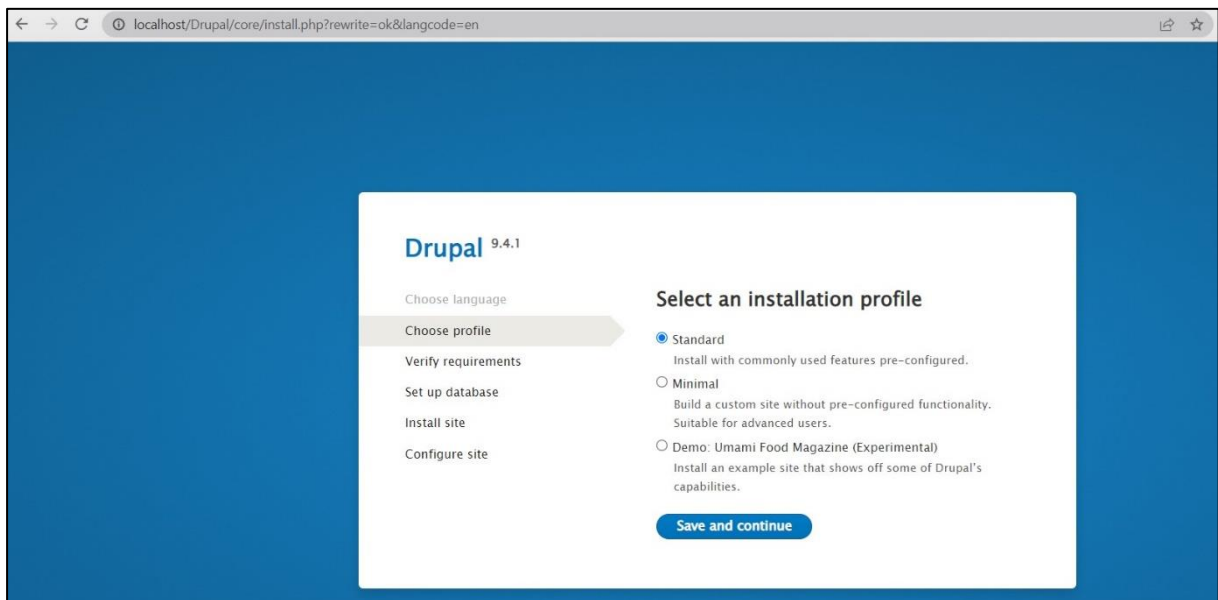 localhost/Drupal/core/install.php?rewrite=ok&langcode=en
Drupal 9.4.1
Choose language
Choose profile
Verify requirements
Set up database
Install site
Configure site
Select an installation profile
Standard
Install with commonly used features pre-configured.
Minimal
Build a custom site without pre-configured functionality.
Suitable for advanced users.
Demo: Umami Food Magazine (Experimental)
Install an example site that shows off some of Drupal's
capabilities.
Save and continue